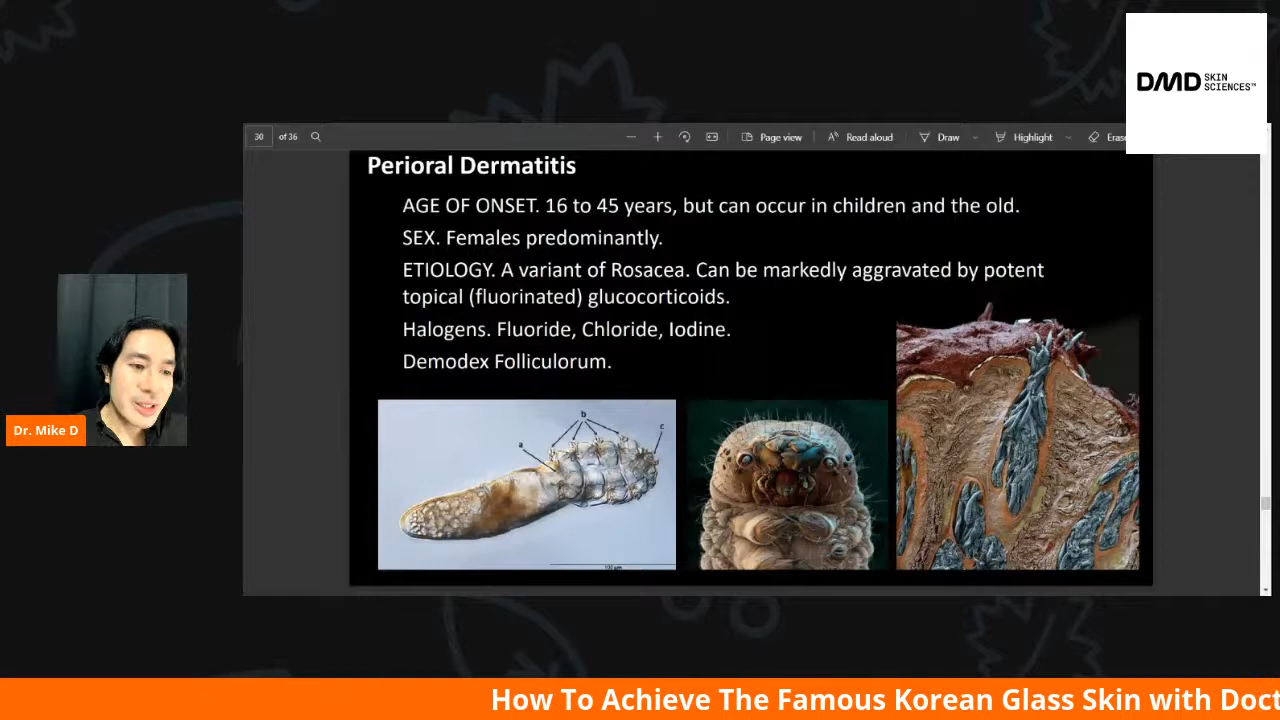 DMD SKIN SCIENCES™
30 of 36
Page view
Read aloud
Draw
Highlight
Eras
Perioral Dermatitis
AGE OF ONSET. 16 to 45 years, but can occur in children and the old.
SEX. Females predominantly.
ETIOLOGY. A variant of Rosacea. Can be markedly aggravated by potent
topical (fluorinated) glucocorticoids.
Halogens. Fluoride, Chloride, Iodine.
Demodex Folliculorum.
a
b
c
100 µm
Dr. Mike D
How To Achieve The Famous Korean Glass Skin with Doct